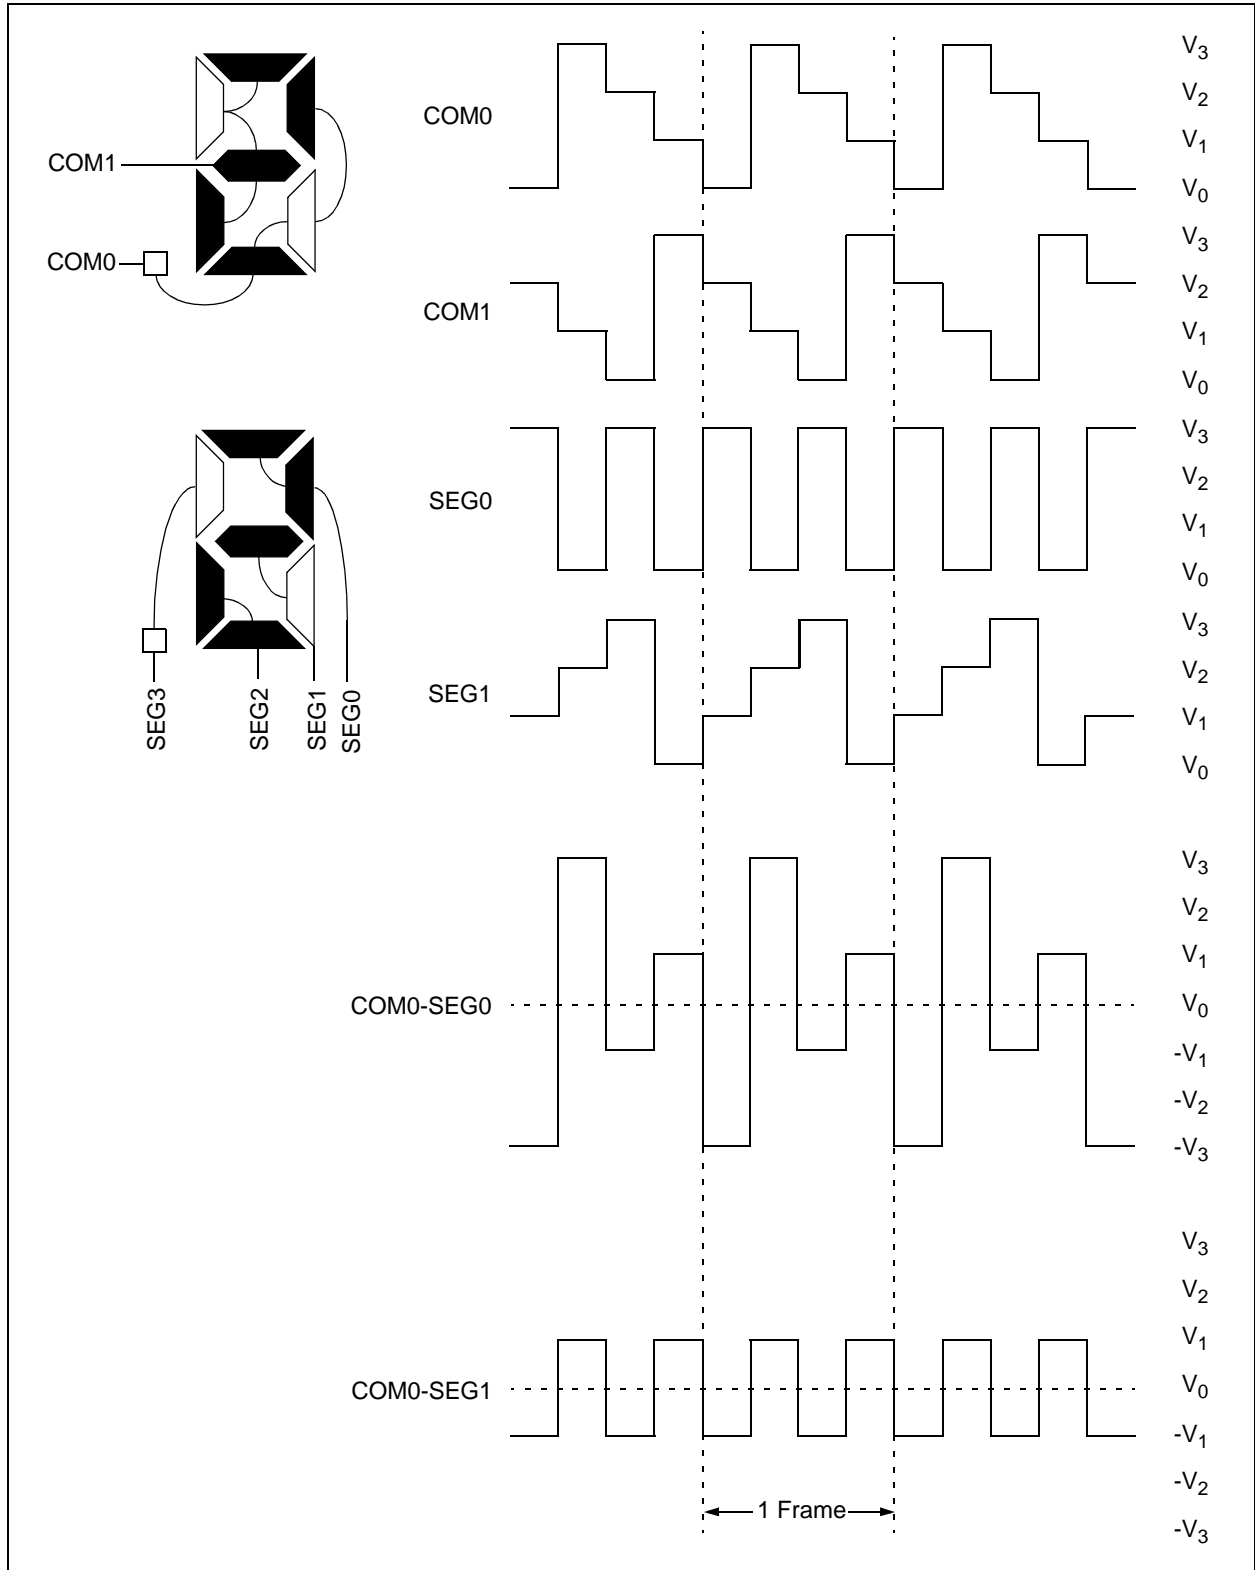 COM1
COM0
SEG3
SEG2
SEG1
SEG0
COM0
V3
V2
V1
V0
COM1
V3
V2
V1
V0
SEG0
V3
V2
V1
V0
SEG1
V3
V2
V1
V0
COM0-SEG0
V3
V2
V1
V0
-V1
-V2
-V3
COM0-SEG1
V3
V2
V1
V0
-V1
-V2
-V3
1 Frame